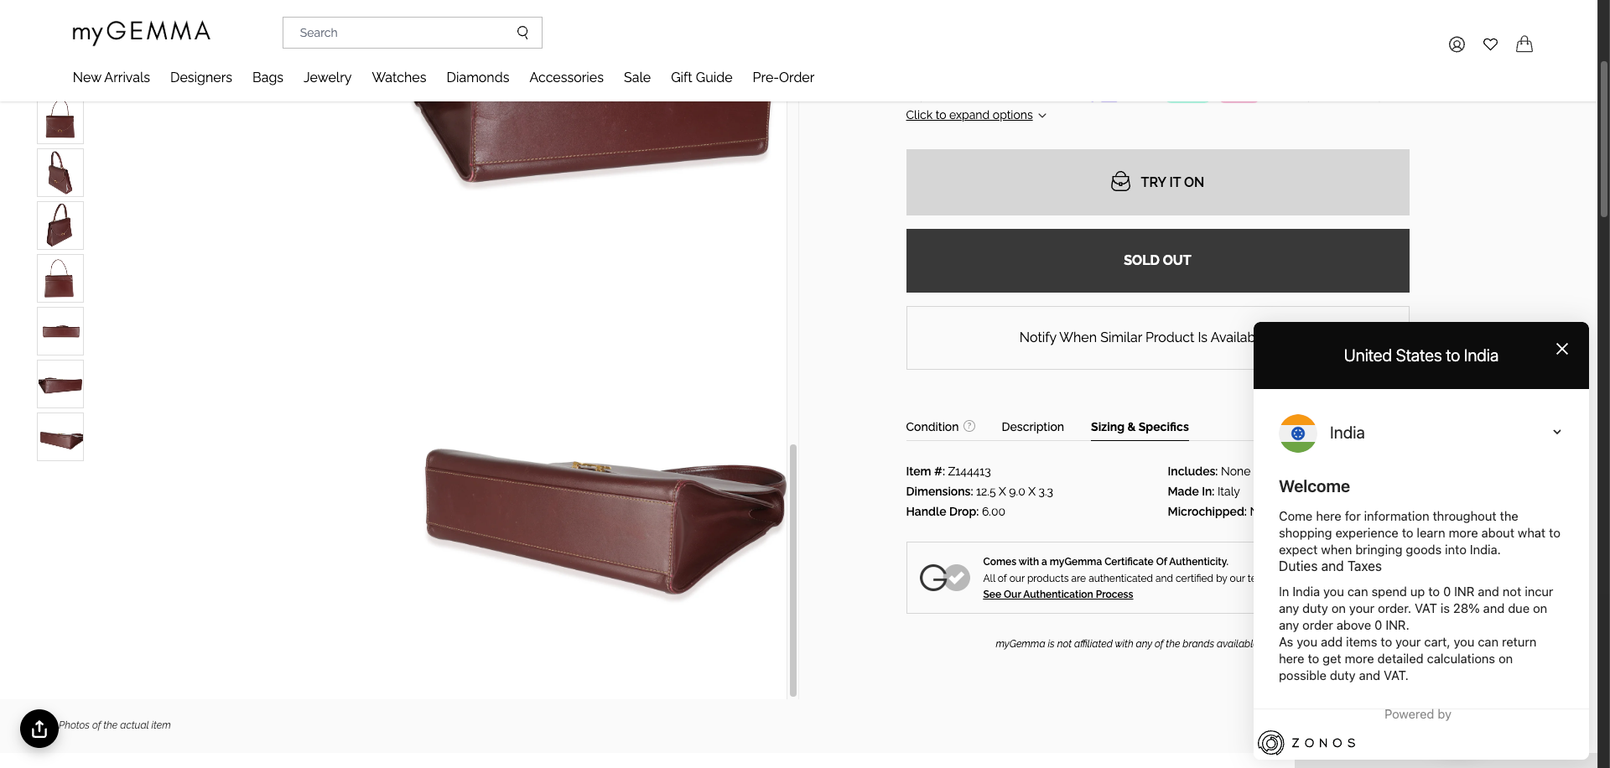 myGEMMA
Search
New Arrivals
Designers
Bags
Jewelry
Watches
Diamonds
Accessories
Sale
Gift Guide
Pre-Order
Click to expand options
TRY IT ON
SOLD OUT
Notify When Similar Product Is
Condition
?
Description
Sizing & Specifics
Item #: Z144413
Includes: None
Dimensions: 12.5 X 9.0 X 3.3
Made In: Italy
Handle Drop: 6.00
Microchipped:
Comes with a myGemma Certificate Of Authenticity.
All of our products are authenticated and certified by our
See Our Authentication Process
myGemma is not affiliated with any of the brands
Photos of the actual item
United States to India
India
Welcome
Come here for information throughout the
shopping experience to learn more about what to
expect when bringing goods into India.
Duties and Taxes
In India you can spend up to 0 INR and not incur
any duty on your order. VAT is 28% and due on
any order above 0 INR.
As you add items to your cart, you can return
here to get more detailed calculations on
possible duty and VAT.
Powered by
ZONOS